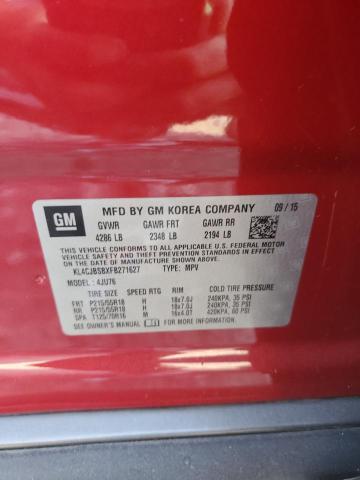 GM
MFD BY GM KOREA COMPANY 09/15
GVWR GAWR FRT GAWR RR
4286 LB 2348 LB 2194 LB
THIS VEHICLE CONFORMS TO ALL APPLICABLE U.S. FEDERAL MOTOR
VEHICLE SAFETY, BUMPER, AND THEFT PREVENTION STANDARDS IN
EFFECT ON THE DATE OF MANUFACTURE SHOWN ABOVE.
KL4CJBSBXFB271627 TYPE: MPV
MODEL: 4JU76
TIRE SIZE SPEED RTG RIM COLD TIRE PRESSURE
FRT P215/55R18 H 18x7.0J 240KPA, 35 PSI
RR P215/55R18 H 18x7.0J 240KPA, 35 PSI
SPA T125/70R16 M 16x4.0T 420KPA, 60 PSI
SEE OWNER'S MANUAL FOR MORE INFORMATION.